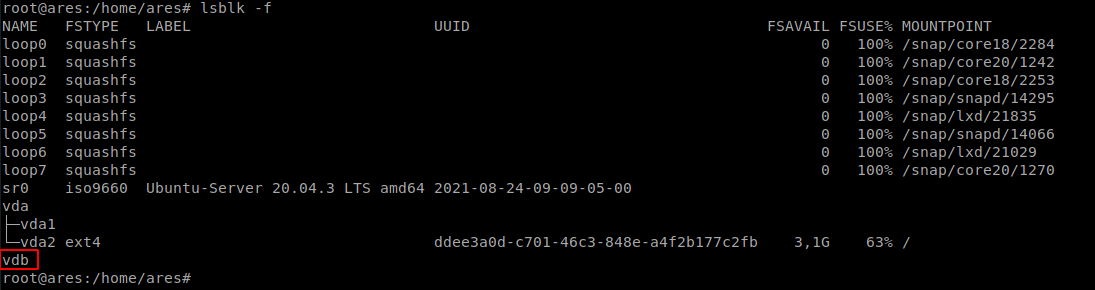 root@ares:/home/ares# lsblk -f
NAME   FSTYPE   LABEL                           UUID                                 FSAVAIL FSUSE% MOUNTPOINT
loop0  squashfs                                                                            0   100% /snap/core18/2284
loop1  squashfs                                                                            0   100% /snap/core20/1242
loop2  squashfs                                                                            0   100% /snap/core18/2253
loop3  squashfs                                                                            0   100% /snap/snapd/14295
loop4  squashfs                                                                            0   100% /snap/lxd/21835
loop5  squashfs                                                                            0   100% /snap/snapd/14066
loop6  squashfs                                                                            0   100% /snap/lxd/21029
loop7  squashfs                                                                            0   100% /snap/core20/1270
sr0    iso9660  Ubuntu-Server 20.04.3 LTS amd64 2021-08-24-09-09-05-00
vda
├─vda1
└─vda2 ext4                                     ddee3a0d-c701-46c3-848e-a4f2b177c2fb    3,1G    63% /
vdb
root@ares:/home/ares#